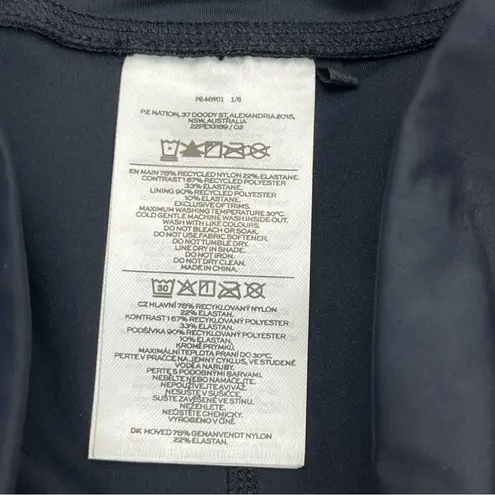 PE-MW01 1/8
P.E NATION, 37 DOODY ST, ALEXANDRIA 2015,
NSW, AUSTRALIA
22PE1G189 / 02
EN MAIN 78% RECYCLED NYLON 22% ELASTANE.
CONTRAST 1 67% RECYCLED POLYESTER
33% ELASTANE.
LINING 90% RECYCLED POLYESTER
10% ELASTANE.
EXCLUSIVE OF TRIMS.
MAXIMUM WASHING TEMPERATURE 30°C.
COLD GENTLE MACHINE WASH INSIDE-OUT.
WASH WITH LIKE COLOURS.
DO NOT BLEACH OR SOAK.
DO NOT USE FABRIC SOFTENER.
DO NOT TUMBLE DRY.
LINE DRY IN SHADE.
DO NOT IRON.
DO NOT DRY CLEAN.
MADE IN CHINA.
30
CZ HLAVNÍ 78% RECYKLOVANÝ NYLON
22% ELASTAN.
KONTRAST 1 67% RECYKLOVANÝ POLYESTER
33% ELASTAN.
PODŠÍVKA 90% RECYKLOVANÝ POLYESTER
10% ELASTAN.
KROMĚ PRÝMKŮ.
MAXIMÁLNÍ TEPLOTA PRANÍ DO 30°C.
PERTE V PRAČCE NA JEMNÝ CYKLUS, VE STUDENÉ
VODĚ A NARUBY.
PERTE S PODOBNÝMI BARVAMI.
NEBĚLTE NEBO NAMÁČEJTE.
NEPOUŽÍVEJTE AVIVÁŽ.
NESUŠTE V SUŠIČCE.
SUŠTE ZAVĚŠENÉ VE STÍNU.
NEŽEHLETE.
NEČISTĚTE CHEMICKY.
VYROBENO V ČÍNĚ.
DK HOVED 78% GENANVENDT NYLON
22% ELASTAN.